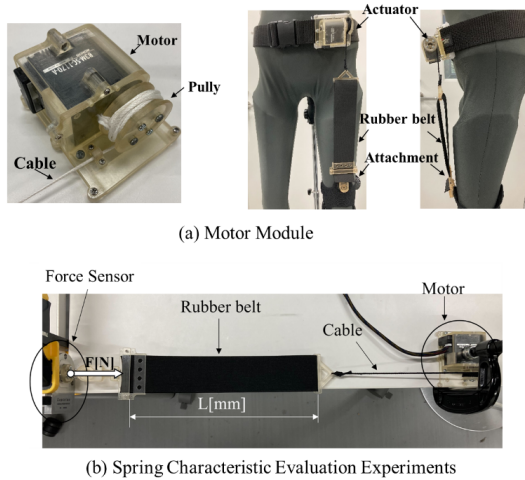 Motor
Pully
Cable
Actuator
Rubber belt
Attachment
(a) Motor Module
Force Sensor
Rubber belt
Motor
Cable
F[N]
L[mm]
(b) Spring Characteristic Evaluation Experiments